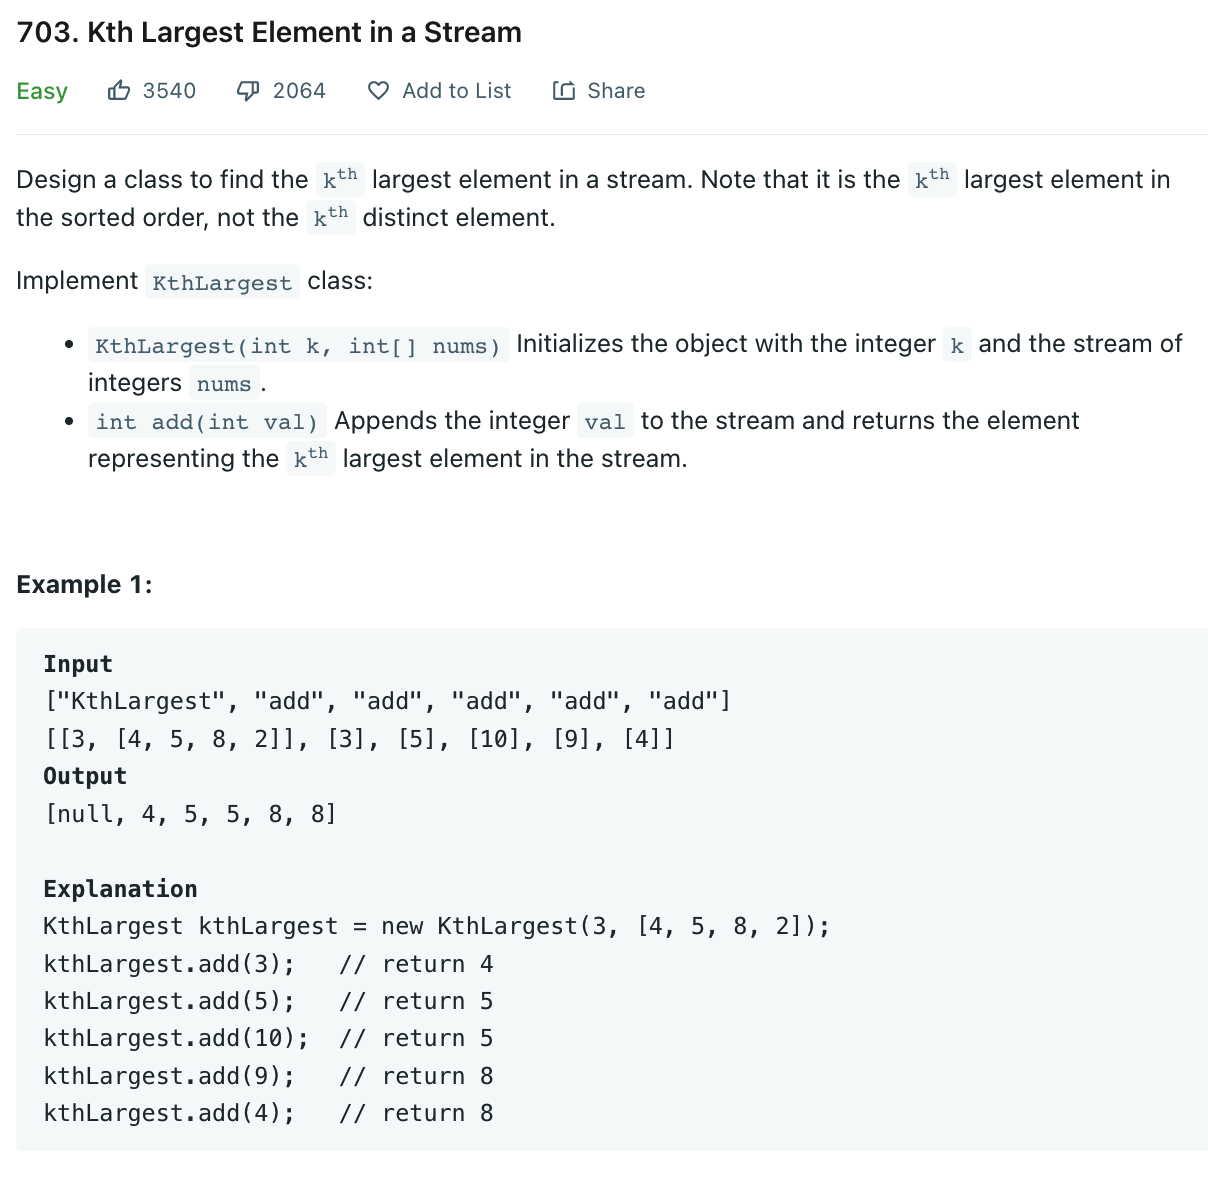 703. Kth Largest Element in a Stream
Easy 3540 2064 Add to List Share
Design a class to find the kth largest element in a stream. Note that it is the kth largest element in
the sorted order, not the kth distinct element.
Implement KthLargest class:
• KthLargest(int k, int[] nums) Initializes the object with the integer k and the stream of
integers nums .
• int add(int val) Appends the integer val to the stream and returns the element
representing the kth largest element in the stream.
Example 1:
Input
["KthLargest", "add", "add", "add", "add", "add"]
[[3, [4, 5, 8, 2]], [3], [5], [10], [9], [4]]
Output
[null, 4, 5, 5, 8, 8]
Explanation
KthLargest kthLargest = new KthLargest(3, [4, 5, 8, 2]);
kthLargest.add(3);   // return 4
kthLargest.add(5);   // return 5
kthLargest.add(10);  // return 5
kthLargest.add(9);   // return 8
kthLargest.add(4);   // return 8